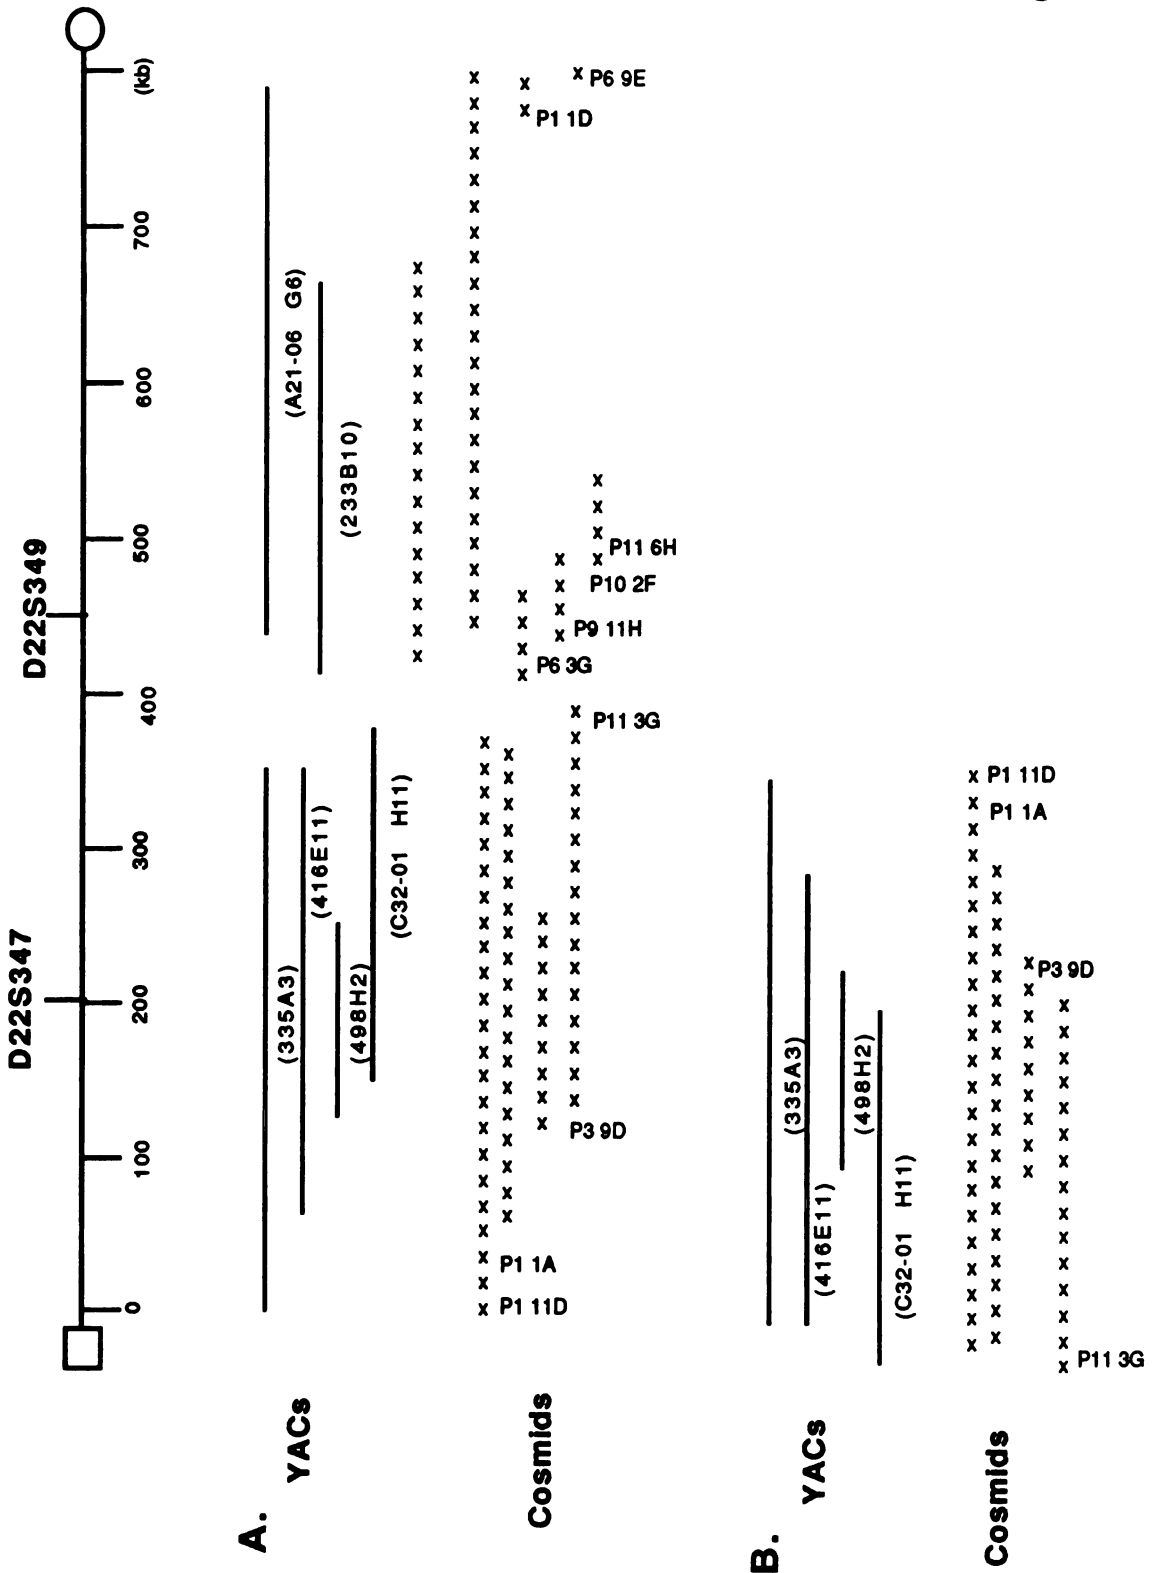 D22S347
D22S349
0
100
200
300
400
500
600
700
(kb)
A.
YACs
(335A3)
(416E11)
(498H2)
(C32-01 H11)
(A21-06 G6)
(233B10)
Cosmids
P1 11D
P1 1A
P3 9D
P11 3G
P6 3G
P9 11H
P10 2F
P11 6H
P1 1D
P6 9E
B.
YACs
(335A3)
(416E11)
(498H2)
(C32-01 H11)
Cosmids
P1 11D
P1 1A
P3 9D
P11 3G